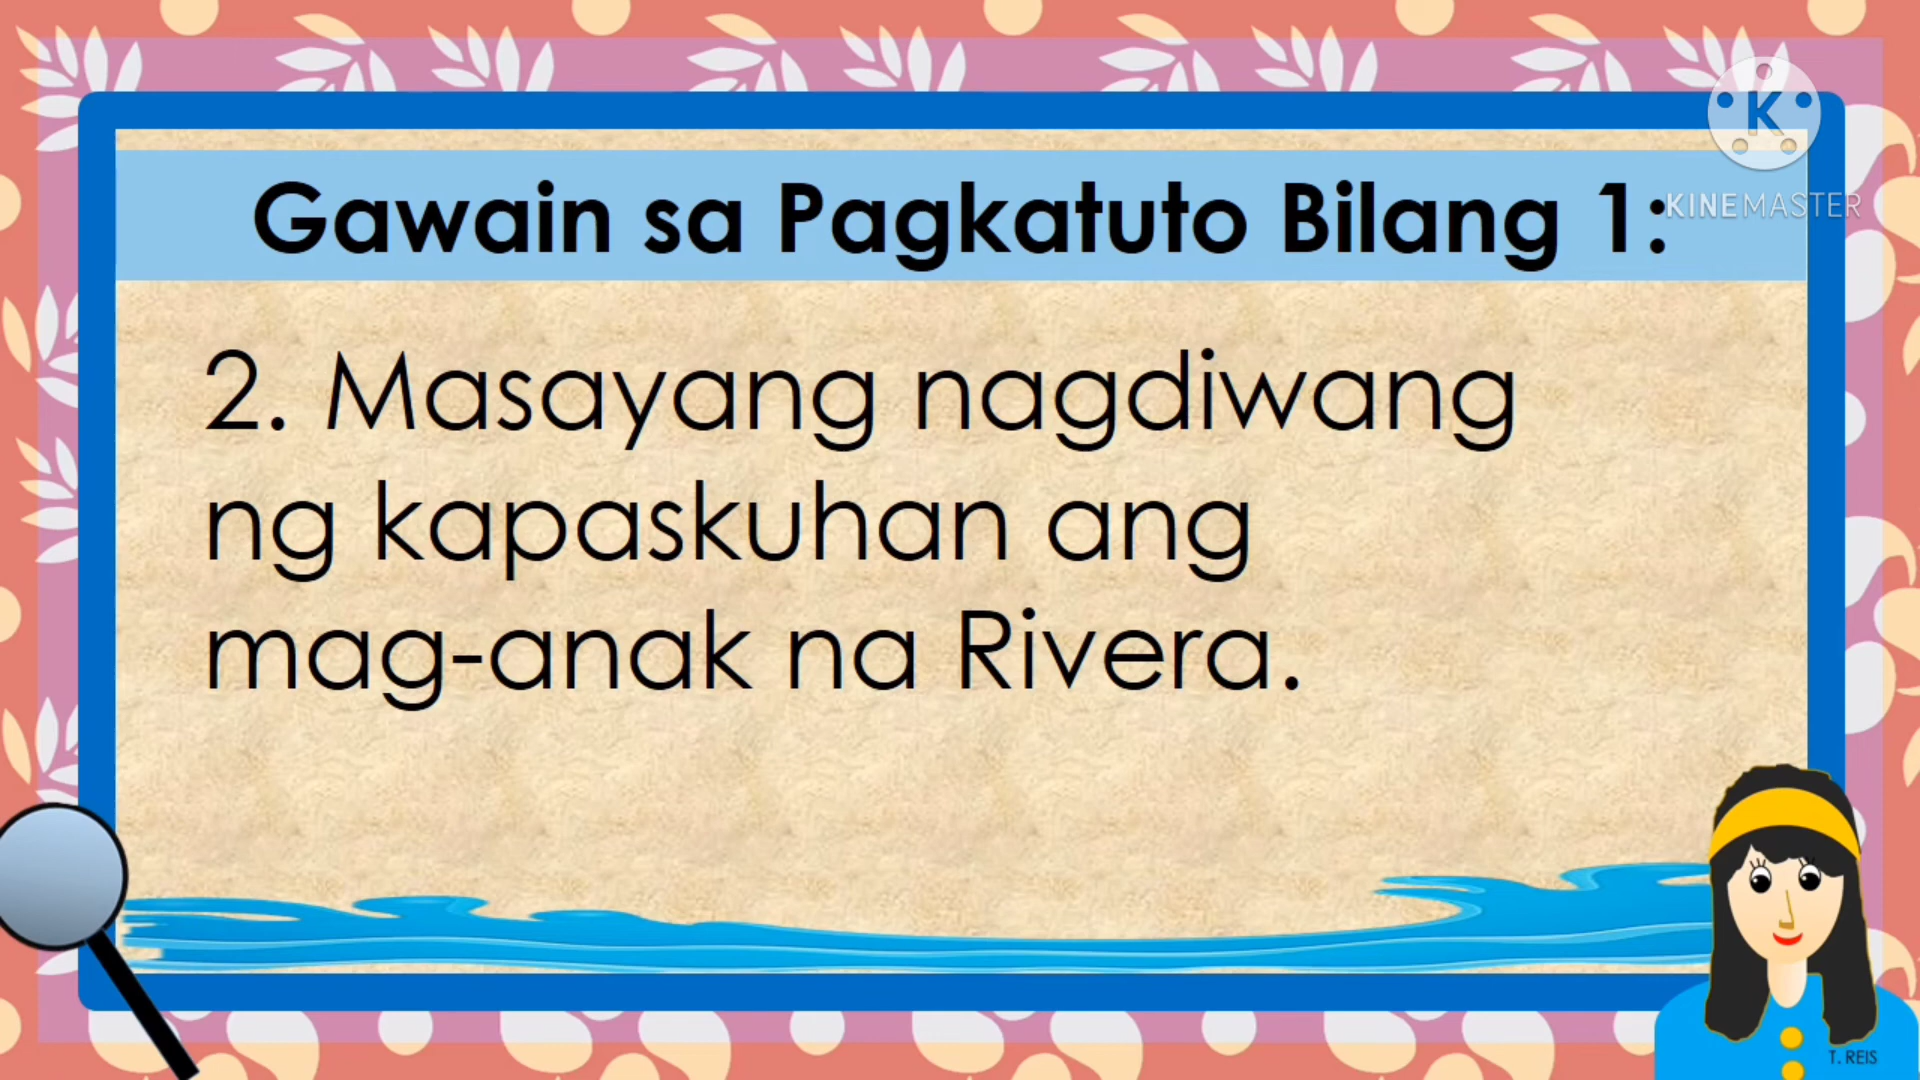 K
KINEMASTER
Gawain sa Pagkatuto Bilang 1:
2. Masayang nagdiwang
ng kapaskuhan ang
mag-anak na Rivera.
T. REIS